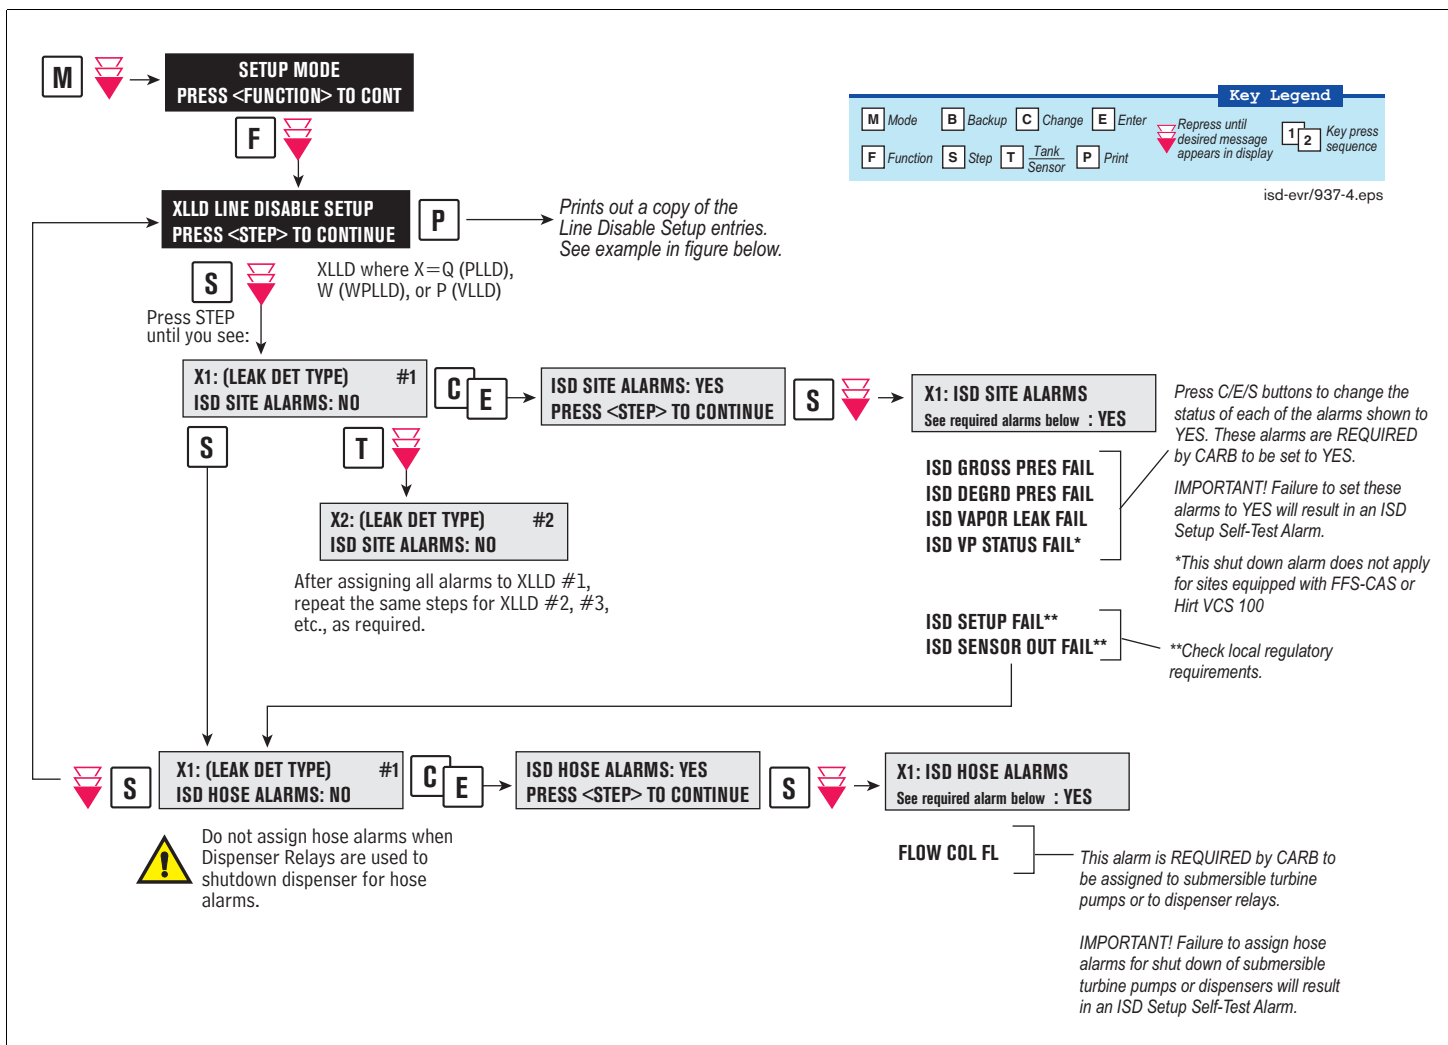 M
SETUP MODE
PRESS <FUNCTION> TO CONT
F
Key Legend
M Mode
B Backup
C Change
E Enter
F Function
S Step
T Tank
Sensor
P Print
Repress until
desired message
appears in display
1 2
Key press
sequence
isd-evr/937-4.eps
XLLD LINE DISABLE SETUP
PRESS <STEP> TO CONTINUE
P
Prints out a copy of the
Line Disable Setup entries.
See example in figure below.
S
XLLD where X=Q (PLLD),
W (WPLLD), or P (VLLD)
Press STEP
until you see:
X1: (LEAK DET TYPE) #1
ISD SITE ALARMS: NO
C E
ISD SITE ALARMS: YES
PRESS <STEP> TO CONTINUE
S
X1: ISD SITE ALARMS
See required alarms below : YES
Press C/E/S buttons to change the
status of each of the alarms shown to
YES. These alarms are REQUIRED
by CARB to be set to YES.
IMPORTANT! Failure to set these
alarms to YES will result in an ISD
Setup Self-Test Alarm.
*This shut down alarm does not apply
for sites equipped with FFS-CAS or
Hirt VCS 100
ISD GROSS PRES FAIL
ISD DEGRD PRES FAIL
ISD VAPOR LEAK FAIL
ISD VP STATUS FAIL*
ISD SETUP FAIL**
ISD SENSOR OUT FAIL**
**Check local regulatory
requirements.
S
T
X2: (LEAK DET TYPE) #2
ISD SITE ALARMS: NO
After assigning all alarms to XLLD #1,
repeat the same steps for XLLD #2, #3,
etc., as required.
S
X1: (LEAK DET TYPE) #1
ISD HOSE ALARMS: NO
C E
ISD HOSE ALARMS: YES
PRESS <STEP> TO CONTINUE
S
X1: ISD HOSE ALARMS
See required alarm below : YES
Do not assign hose alarms when
Dispenser Relays are used to
shutdown dispenser for hose
alarms.
FLOW COL FL
This alarm is REQUIRED by CARB to
be assigned to submersible turbine
pumps or to dispenser relays.
IMPORTANT! Failure to assign hose
alarms for shut down of submersible
turbine pumps or dispensers will result
in an ISD Setup Self-Test Alarm.